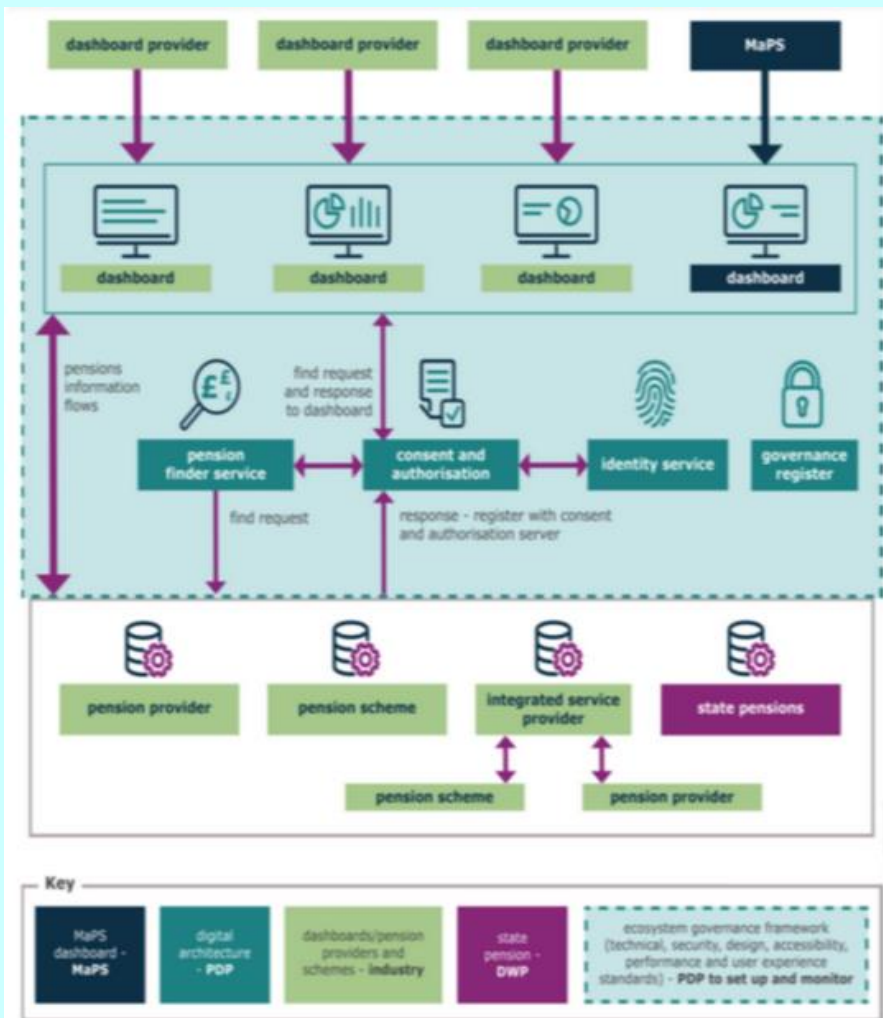 dashboard provider
dashboard provider
dashboard provider
MaPS
dashboard
dashboard
dashboard
dashboard
pensions
information
flows
find request
and response
to dashboard
pension
finder service
consent and
authorisation
identity service
governance
register
find request
response - register with consent
and authorisation server
pension provider
pension scheme
integrated service
provider
state pensions
pension scheme
pension provider
Key
MaPS
dashboard -
MaPS
digital
architecture
- PDP
dashboards/pension
providers and
schemes - industry
state
pension -
DWP
ecosystem governance framework
(technical, security, design, accessibility,
performance and user experience
standards) - PDP to set up and monitor